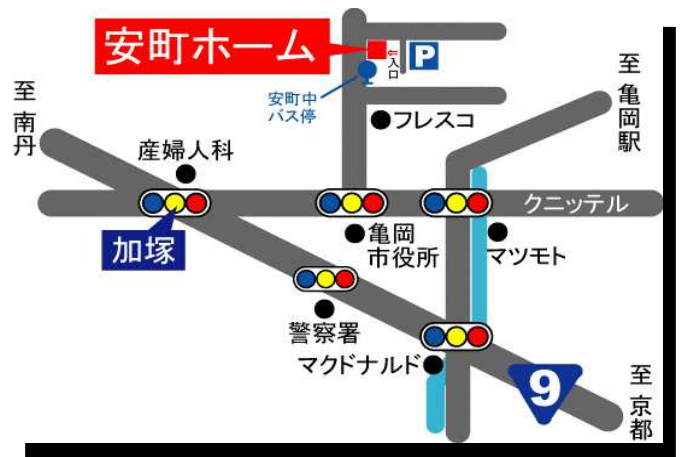 安町ホーム
入口
P
安町中
バス停
フレスコ
至 亀岡駅
至 南丹
産婦人科
クニッテル
加塚
亀岡
市役所
マツモト
警察署
マクドナルド
9
至 京都